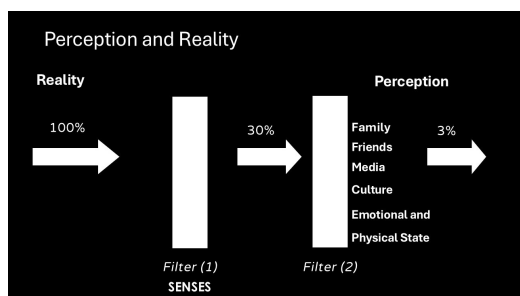 Perception and Reality
Reality
Perception
100%
30%
3%
Family
Friends
Media
Culture
Emotional and
Physical State
Filter (1)
Filter (2)
SENSES